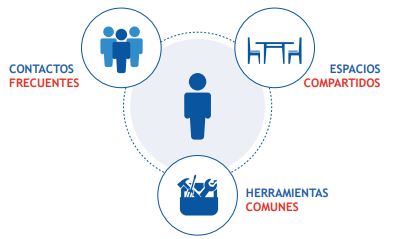 CONTACTOS
FRECUENTES
ESPACIOS
COMPARTIDOS
HERRAMIENTAS
COMUNES